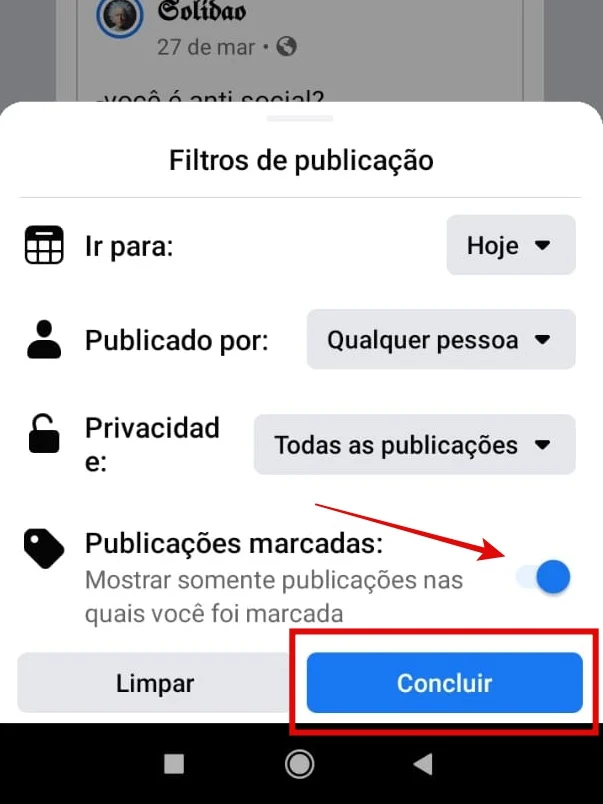 Solidao
27 de mar •
-você é anti social?
Filtros de publicação
Ir para:
Hoje
Publicado por:
Qualquer pessoa
Privacidad
e:
Todas as publicações
Publicações marcadas:
Mostrar somente publicações nas
quais você foi marcada
Limpar
Concluir